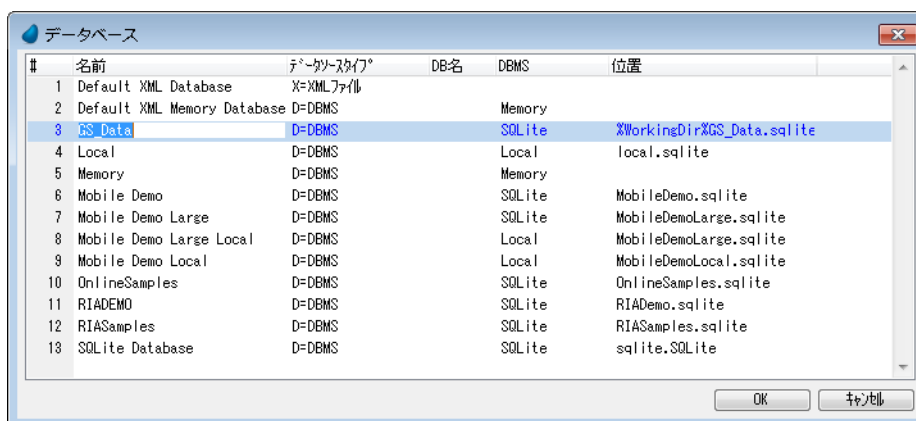 データベース
# 名前 ﾃﾞｰﾀｿｰｽﾀｲﾌﾟ DB名 DBMS 位置
1 Default XML Database X=XMLﾌｧｲﾙ
2 Default XML Memory Database D=DBMS Memory
3 GS_Data D=DBMS SQLite %WorkingDir%GS_Data.sqlite
4 Local D=DBMS Local local.sqlite
5 Memory D=DBMS Memory
6 Mobile Demo D=DBMS SQLite MobileDemo.sqlite
7 Mobile Demo Large D=DBMS SQLite MobileDemoLarge.sqlite
8 Mobile Demo Large Local D=DBMS Local MobileDemoLarge.sqlite
9 Mobile Demo Local D=DBMS Local MobileDemoLocal.sqlite
10 OnlineSamples D=DBMS SQLite OnlineSamples.sqlite
11 RIADEMO D=DBMS SQLite RIADemo.sqlite
12 RIASamples D=DBMS SQLite RIASamples.sqlite
13 SQLite Database D=DBMS SQLite sqlite.SQLite
OK ｷｬﾝｾﾙ